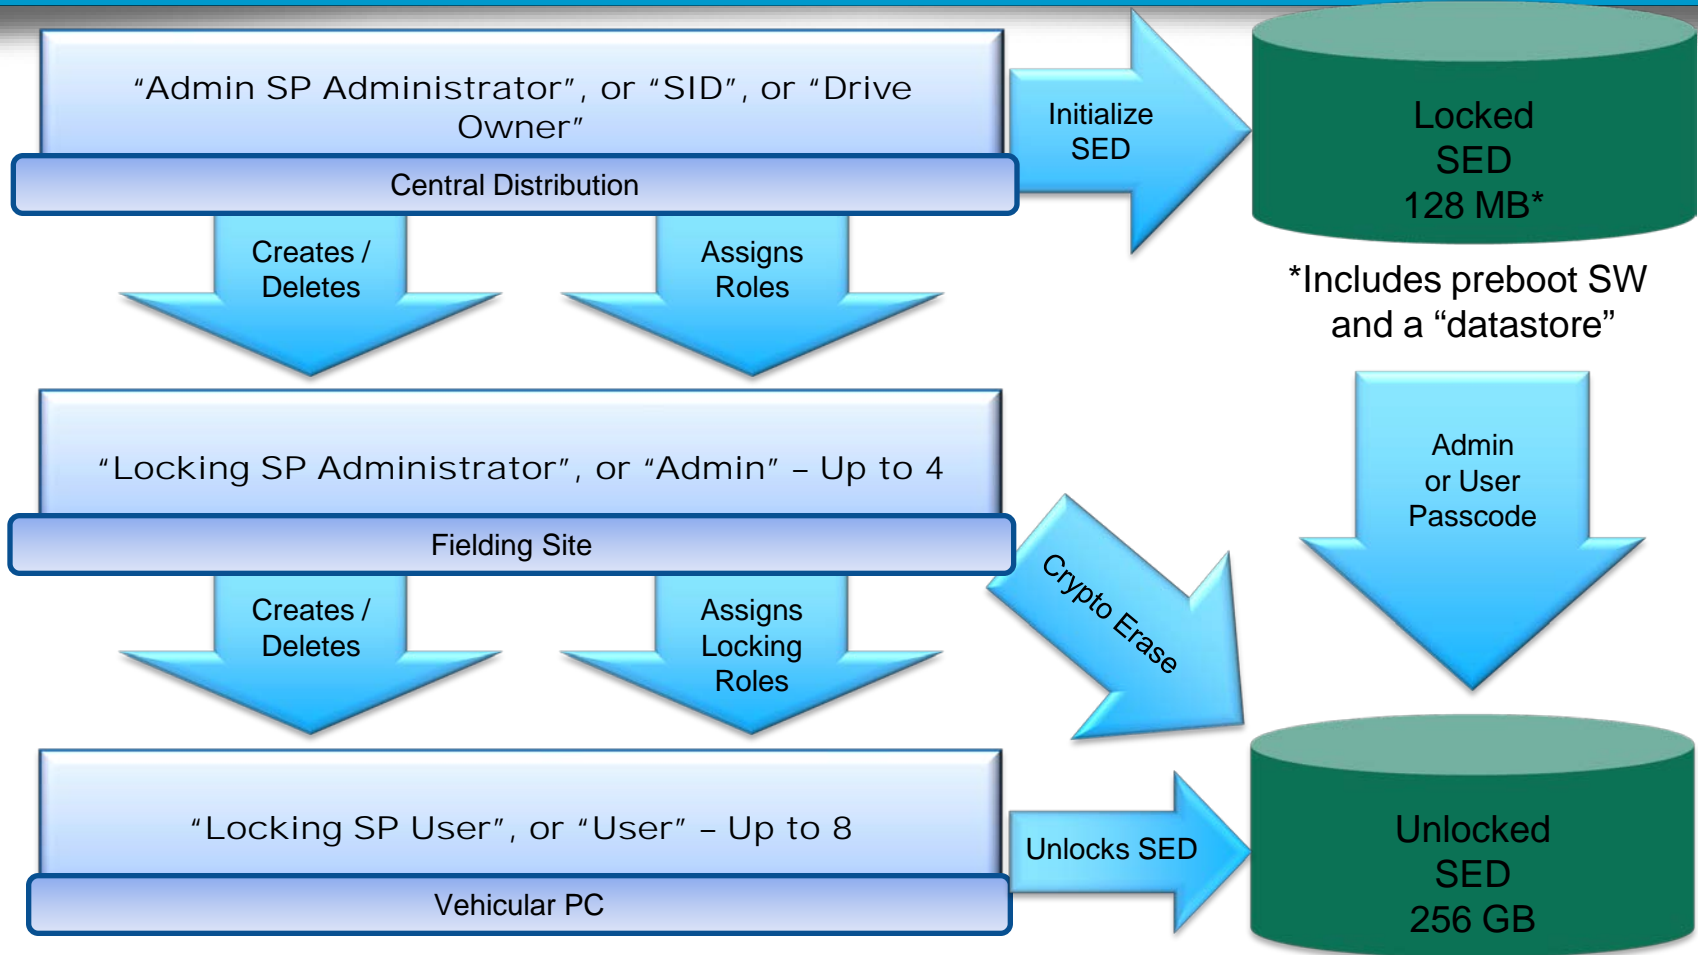 “Admin SP Administrator”, or “SID”, or “Drive
Owner”
Central Distribution
Initialize
SED
Locked
SED
128 MB*
*Includes preboot SW
and a “datastore”
Creates /
Deletes
Assigns
Roles
“Locking SP Administrator”, or “Admin” – Up to 4
Fielding Site
Crypto Erase
Admin
or User
Passcode
Creates /
Deletes
Assigns
Locking
Roles
“Locking SP User”, or “User” – Up to 8
Vehicular PC
Unlocks SED
Unlocked
SED
256 GB